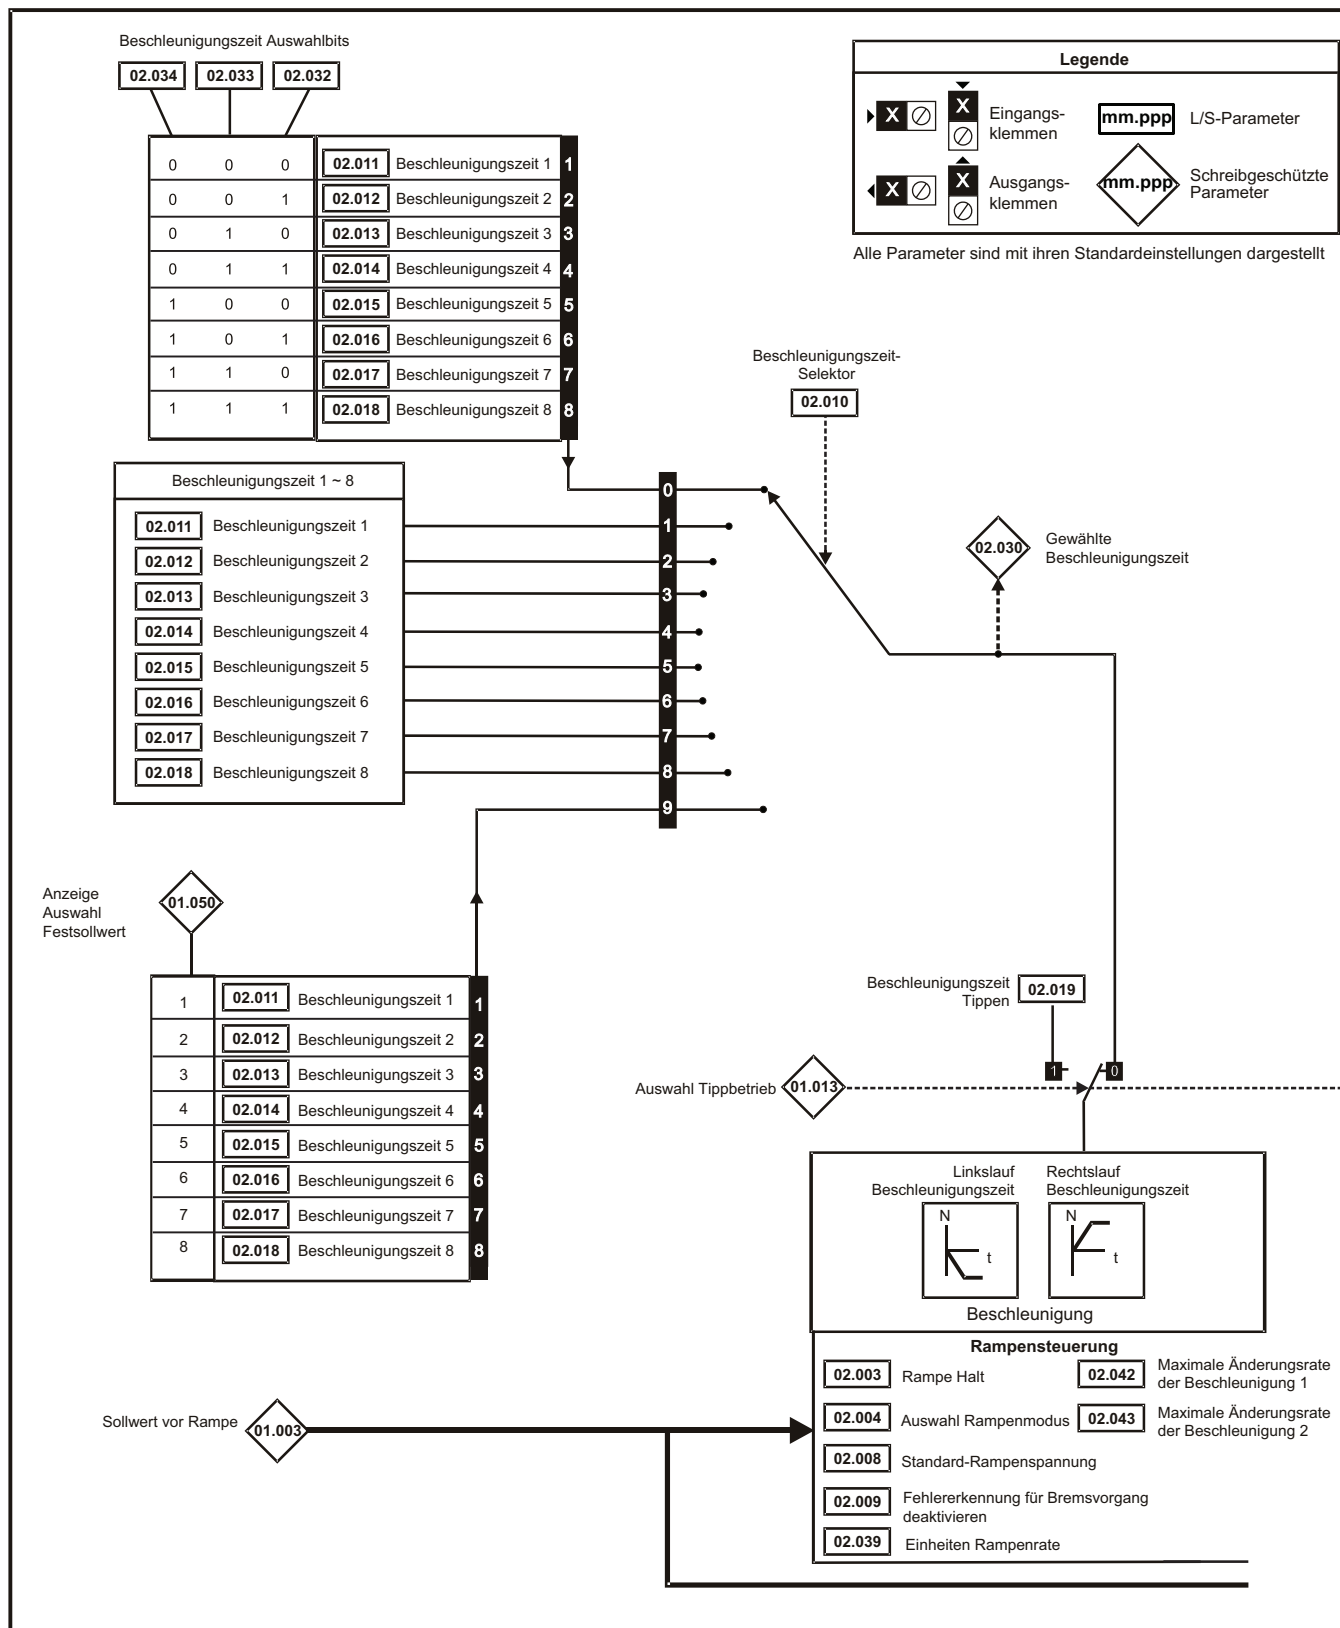 Beschleunigungszeit Auswahlbits
02.034 02.033 02.032
0 0 0 02.011 Beschleunigungszeit 1 1
0 0 1 02.012 Beschleunigungszeit 2 2
0 1 0 02.013 Beschleunigungszeit 3 3
0 1 1 02.014 Beschleunigungszeit 4 4
1 0 0 02.015 Beschleunigungszeit 5 5
1 0 1 02.016 Beschleunigungszeit 6 6
1 1 0 02.017 Beschleunigungszeit 7 7
1 1 1 02.018 Beschleunigungszeit 8 8
Legende
X X Eingangs-
klemmen
mm.ppp L/S-Parameter
X X Ausgangs-
klemmen
mm.ppp Schreibgeschützte
Parameter
Alle Parameter sind mit ihren Standardeinstellungen dargestellt
Beschleunigungszeit-
Selektor
02.010
Beschleunigungszeit 1 ~ 8
02.011 Beschleunigungszeit 1
02.012 Beschleunigungszeit 2
02.013 Beschleunigungszeit 3
02.014 Beschleunigungszeit 4
02.015 Beschleunigungszeit 5
02.016 Beschleunigungszeit 6
02.017 Beschleunigungszeit 7
02.018 Beschleunigungszeit 8
0
1
2
3
4
5
6
7
8
9
02.030 Gewählte
Beschleunigungszeit
Anzeige
Auswahl
Festsollwert
01.050
1 02.011 Beschleunigungszeit 1 1
2 02.012 Beschleunigungszeit 2 2
3 02.013 Beschleunigungszeit 3 3
4 02.014 Beschleunigungszeit 4 4
5 02.015 Beschleunigungszeit 5 5
6 02.016 Beschleunigungszeit 6 6
7 02.017 Beschleunigungszeit 7 7
8 02.018 Beschleunigungszeit 8 8
Beschleunigungszeit
Tippen
02.019
1 0
Auswahl Tippbetrieb 01.013
Linkslauf
Beschleunigungszeit
N
t
Rechtslauf
Beschleunigungszeit
N
t
Beschleunigung
Rampensteuerung
02.003 Rampe Halt
02.042 Maximale Änderungsrate
der Beschleunigung 1
02.004 Auswahl Rampenmodus
02.043 Maximale Änderungsrate
der Beschleunigung 2
02.008 Standard-Rampenspannung
02.009 Fehlererkennung für Bremsvorgang
deaktivieren
02.039 Einheiten Rampenrate
Sollwert vor Rampe 01.003